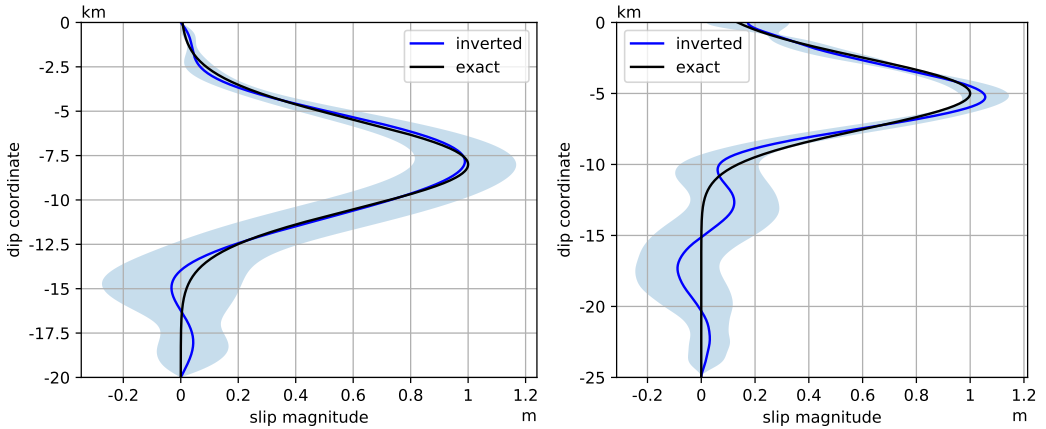 km
inverted
exact
0
-2.5
-5
-7.5
-10
-12.5
-15
-17.5
-20
dip coordinate
-0.2 0 0.2 0.4 0.6 0.8 1 1.2
slip magnitude m
km
inverted
exact
0
-5
-10
-15
-20
-25
dip coordinate
-0.2 0 0.2 0.4 0.6 0.8 1 1.2
slip magnitude m